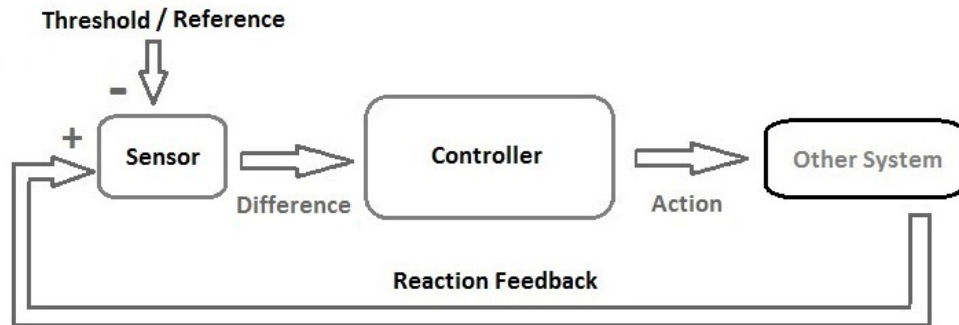 Threshold / Reference
-
+
Sensor
Controller
Other System
Difference
Action
Reaction Feedback